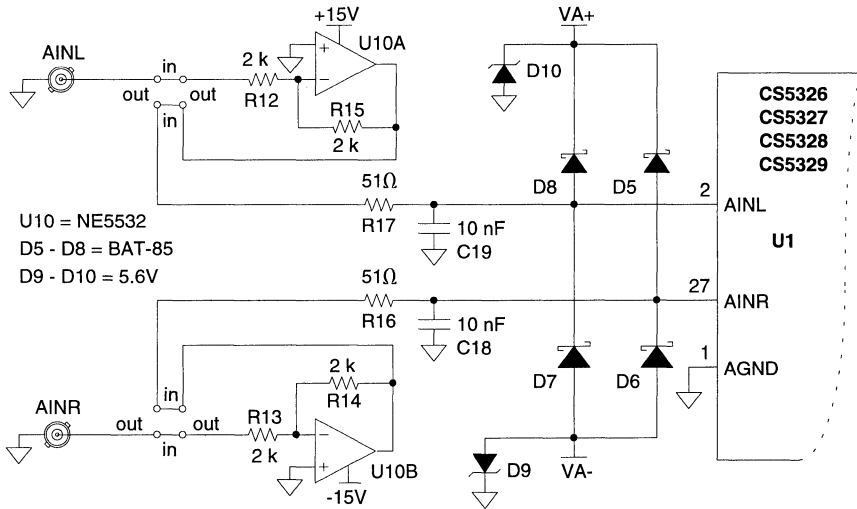 +15V
VA+
AINL
U10A
in
2 k
D10
out
out
R12
in
R15
2 k
CS5326
CS5327
CS5328
CS5329
51Ω
D8
D5
2
AINL
R17
10 nF
C19
U1
U10 = NE5532
D5 - D8 = BAT-85
D9 - D10 = 5.6V
51Ω
27
AINR
R16
10 nF
C18
1
AGND
in
2 k
R14
D7
D6
AINR
out
out
R13
in
2 k
U10B
D9
VA-
-15V